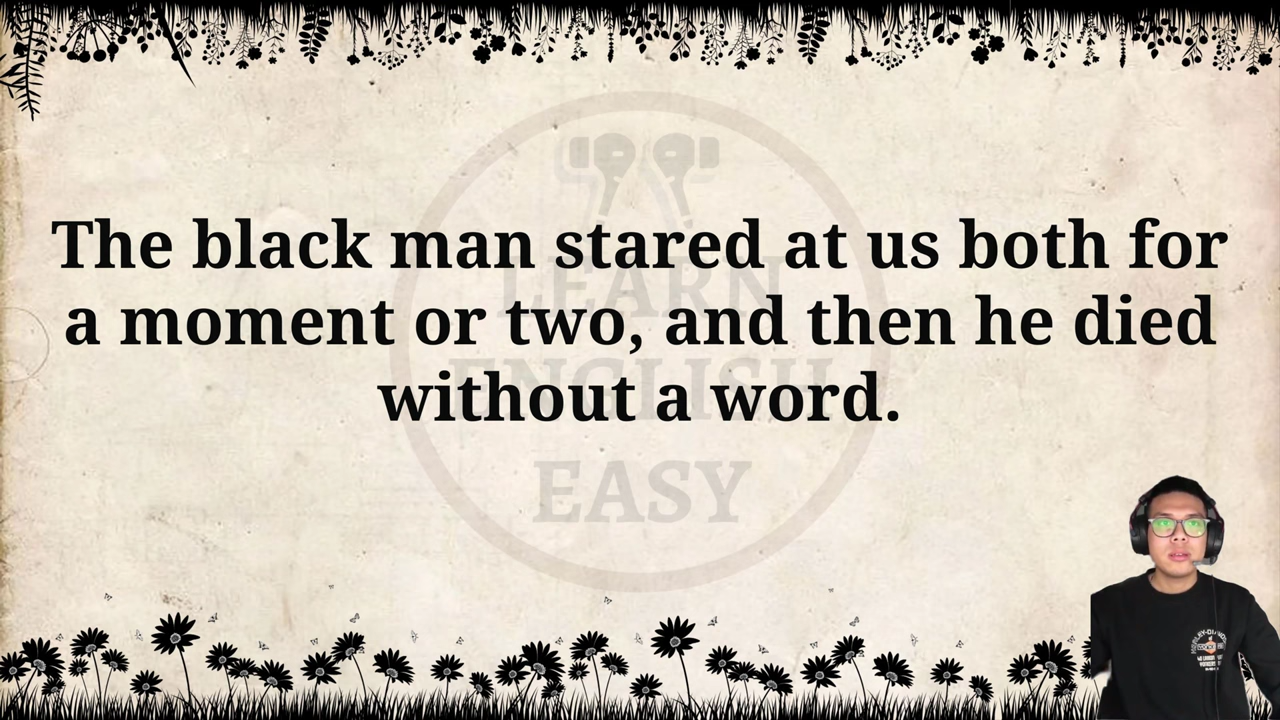 The black man stared at us both for
a moment or two, and then he died
without a word.
LEARN
ENGLISH
EASY